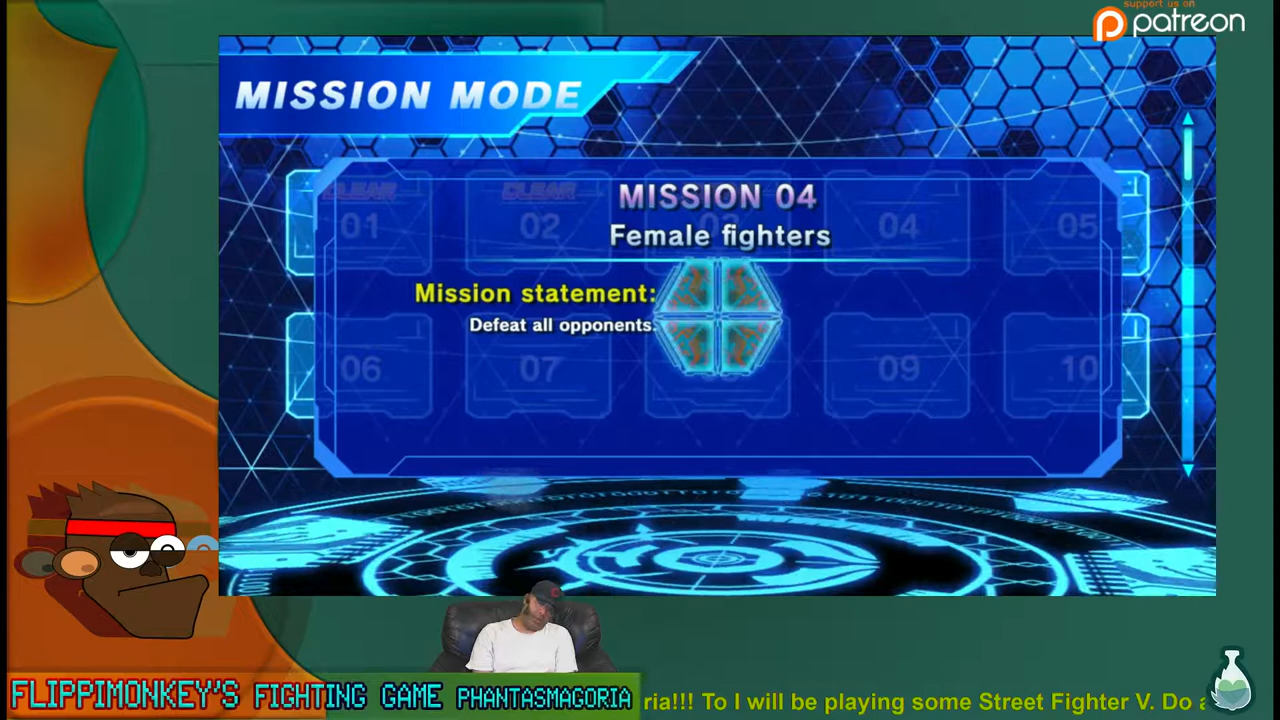 support us on
patreon
MISSION MODE
CLEAR
CLEAR
MISSION 04
01
02
03
04
05
Female fighters
Mission statement:
Defeat all opponents.
06
07
09
10
FLIPPIMONKEY'S FIGHTING GAME PHANTASMAGORIA
ria!!! To I will be playing some Street Fighter V. Do